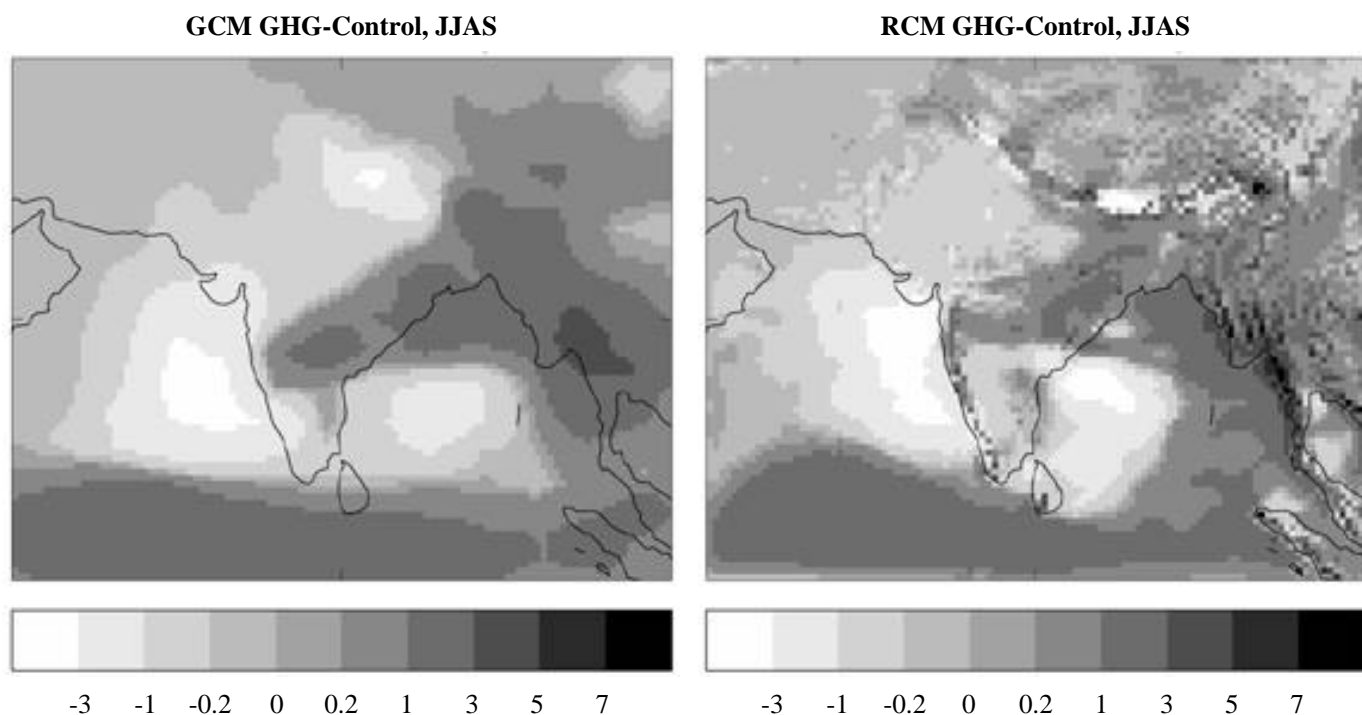 GCM GHG-Control, JJAS
RCM GHG-Control, JJAS
-3 -1 -0.2 0 0.2 1 3 5 7
-3 -1 -0.2 0 0.2 1 3 5 7